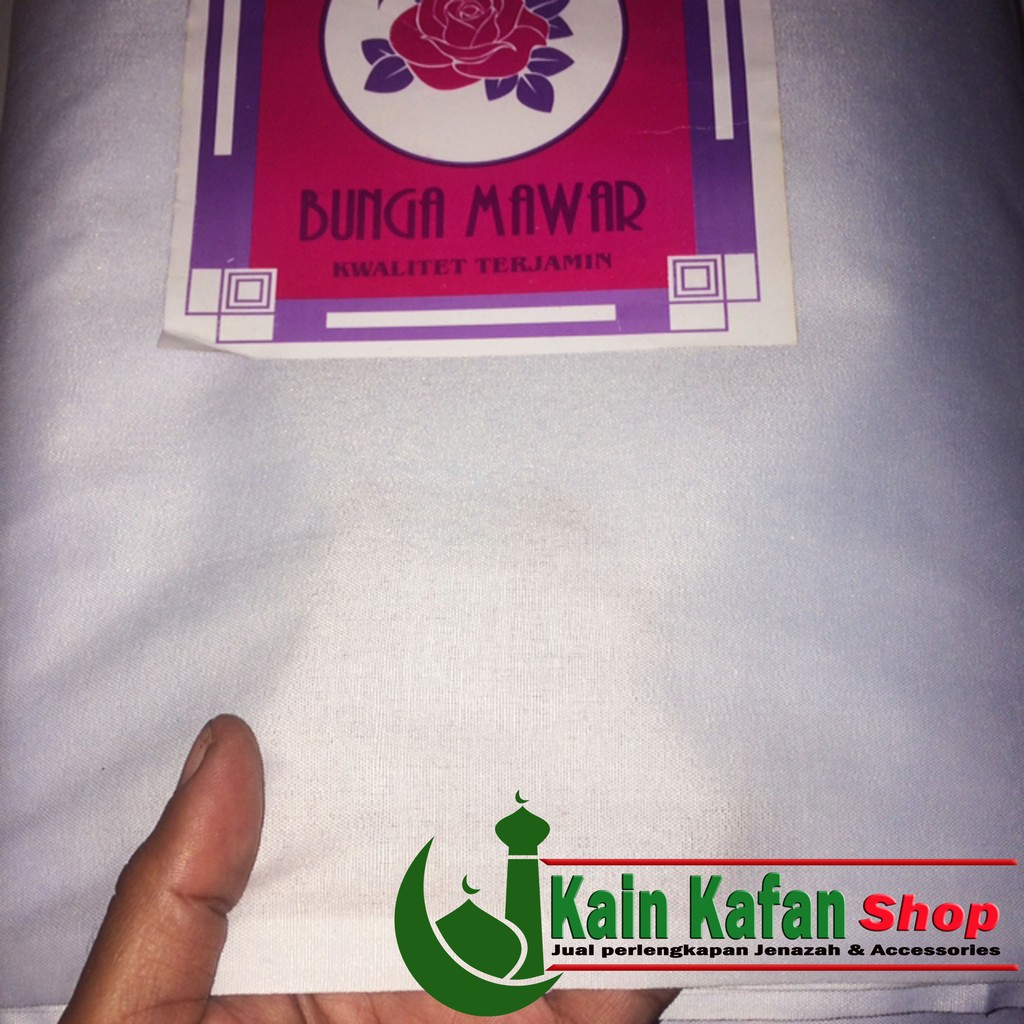 BUNGA MAWAR
KWALITET TERJAMIN
Kain Kafan Shop
Jual perlengkapan Jenazah & Accessories